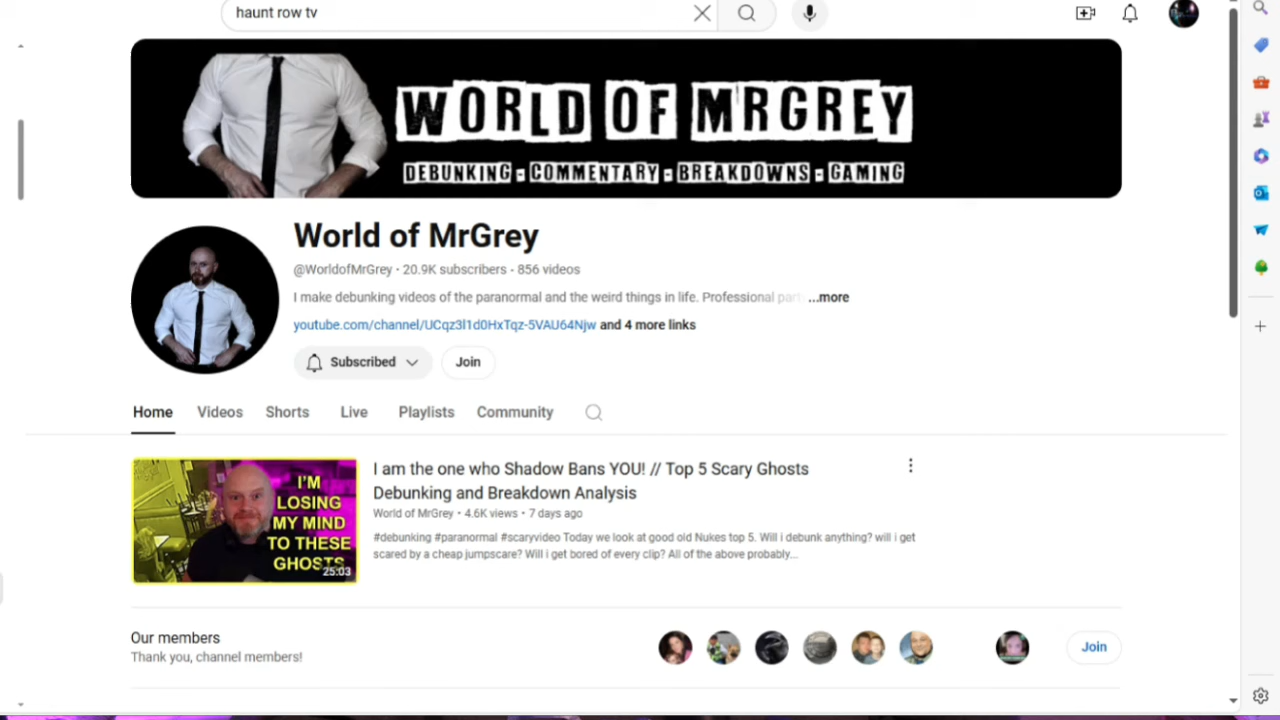 haunt row tv
WORLD OF MRGREY
DEBUNKING - COMMENTARY - BREAKDOWNS - GAMING
World of MrGrey
@WorldofMrGrey • 20.9K subscribers • 856 videos
I make debunking videos of the paranormal and the weird things in life. Professional ...more
youtube.com/channel/UCqz3l1d0HxTqz-5VAU64Njw and 4 more links
Subscribed
Join
Home Videos Shorts Live Playlists Community
I'M
LOSING
MY MIND
TO THESE
GHOSTS
25:03
I am the one who Shadow Bans YOU! // Top 5 Scary Ghosts
Debunking and Breakdown Analysis
World of MrGrey • 4.6K views • 7 days ago
#debunking #paranormal #scaryvideo Today we look at good old Nukes top 5. Will i debunk anything? will i get
scared by a cheap jumpscare? Will i get bored of every clip? All of the above probably...
Our members
Thank you, channel members!
Join